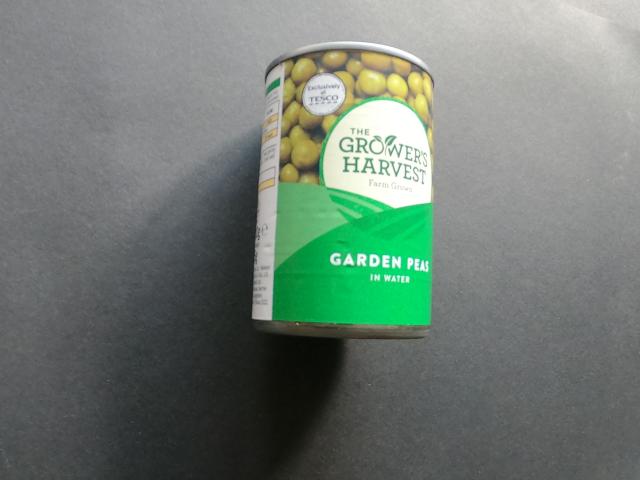 Exclusively
at
TESCO
THE
GROWER'S
HARVEST
Farm Grown
GARDEN PEAS
IN WATER